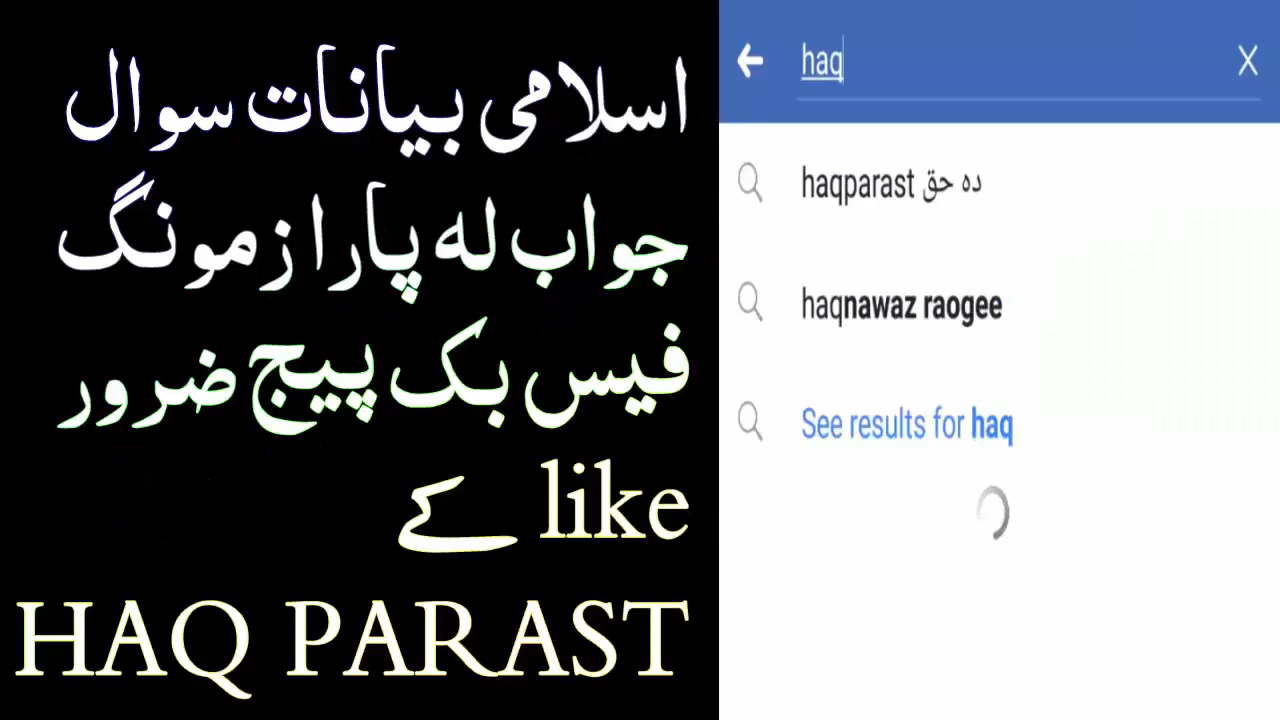 اسلامی بیانات سوال
جواب له پارا زمونگ
فیس بک پیج ضرور
like کے
HAQ PARAST
haq
haqparast ده حق
haqnawaz raogee
See results for haq